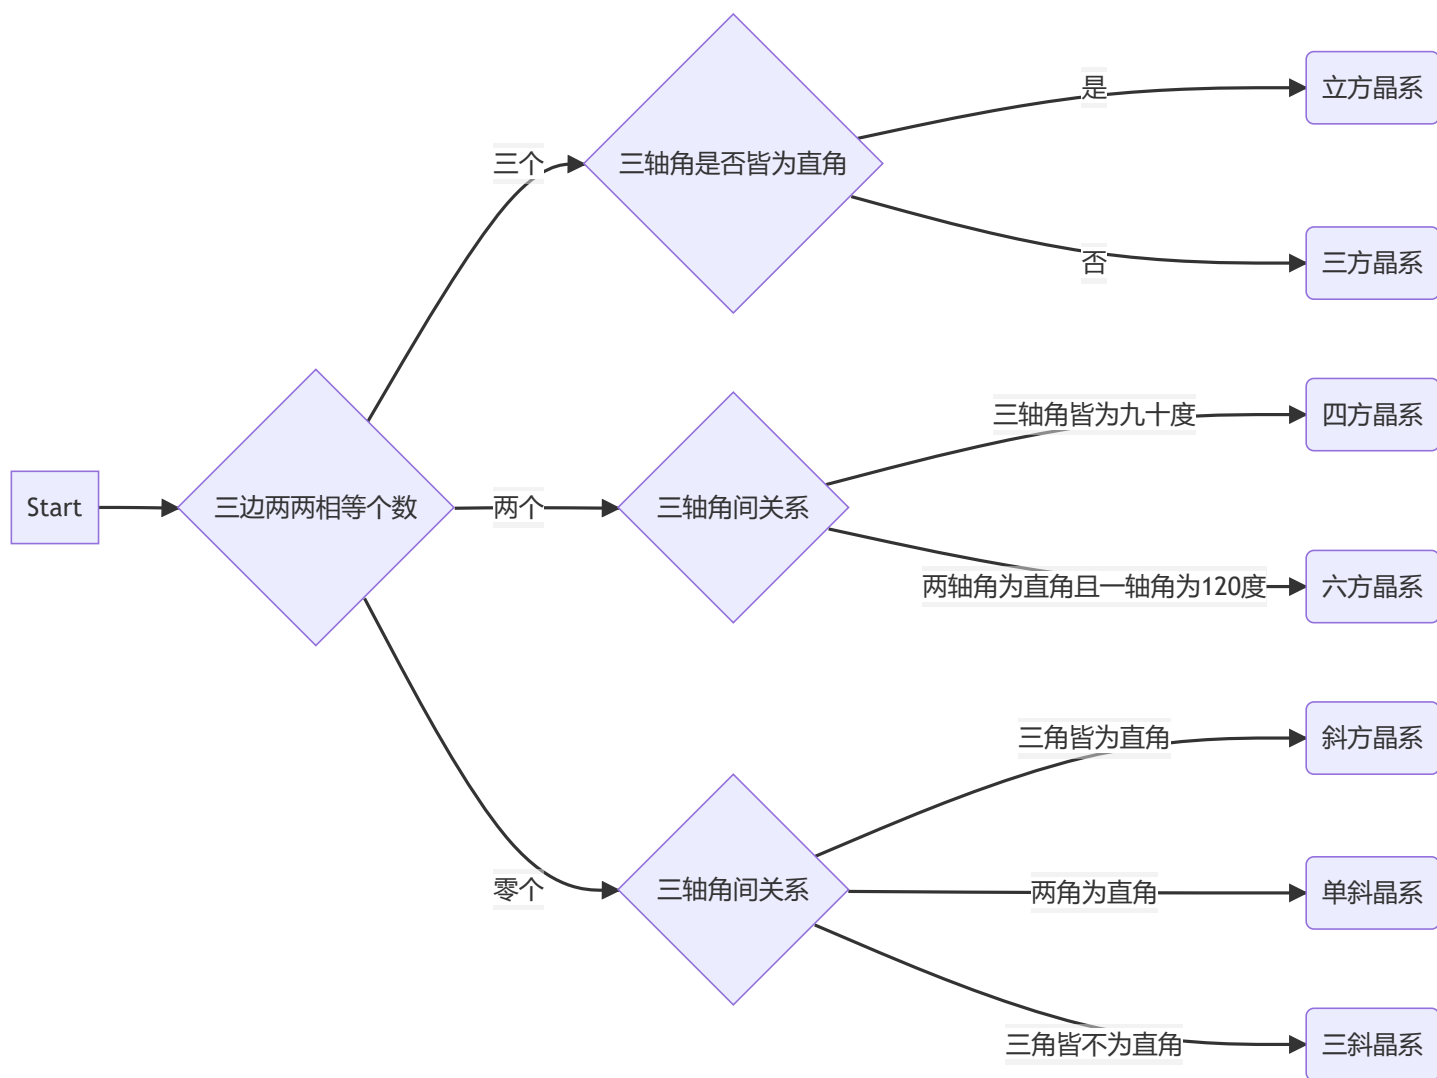 Start
三边两两相等个数
三个
两个
零个
三轴角是否皆为直角
是
否
立方晶系
三方晶系
三轴角间关系
三轴角皆为九十度
两轴角为直角且一轴角为120度
四方晶系
六方晶系
三轴角间关系
三角皆为直角
两角为直角
三角皆不为直角
斜方晶系
单斜晶系
三斜晶系